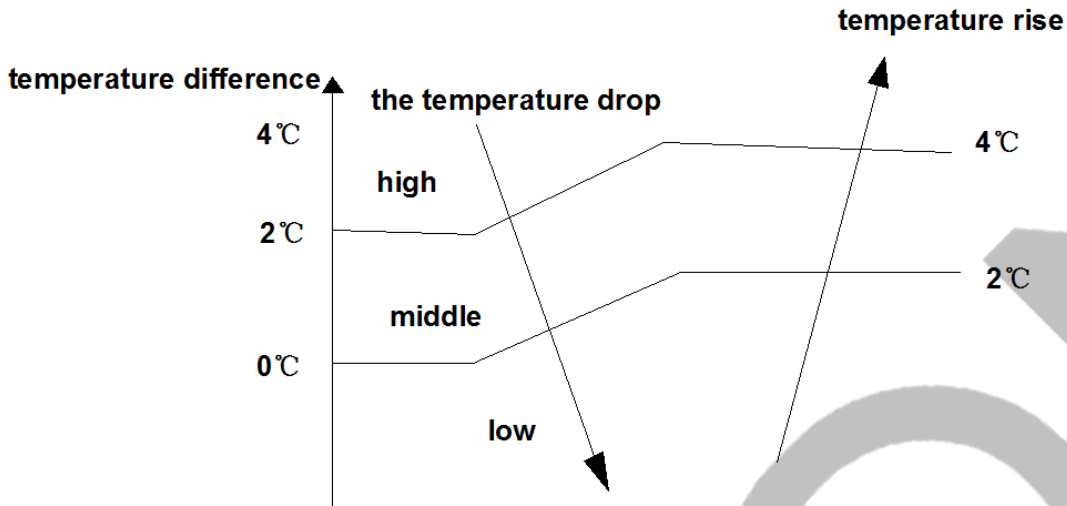 temperature rise
temperature difference
the temperature drop
4℃
4℃
high
2℃
2℃
middle
0℃
low